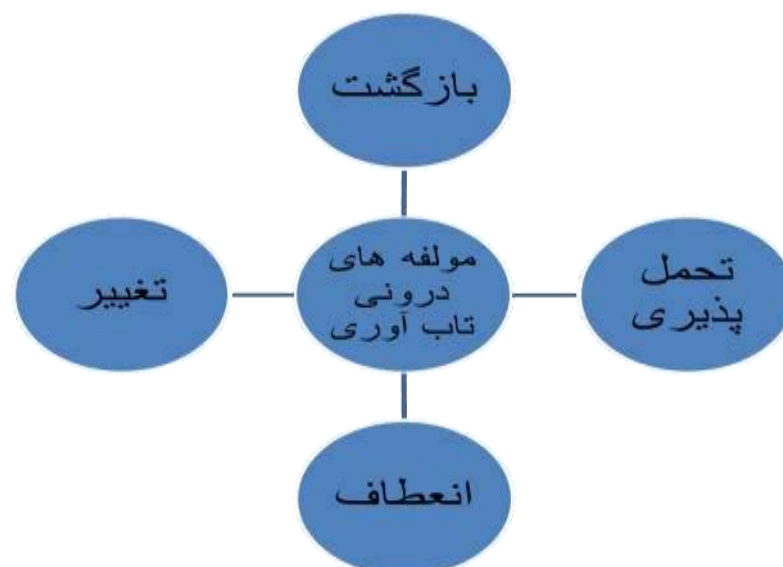 بازگشت
مولفه های
درونی
تاب آوری
تحمل
پذیری
تغییر
انعطاف